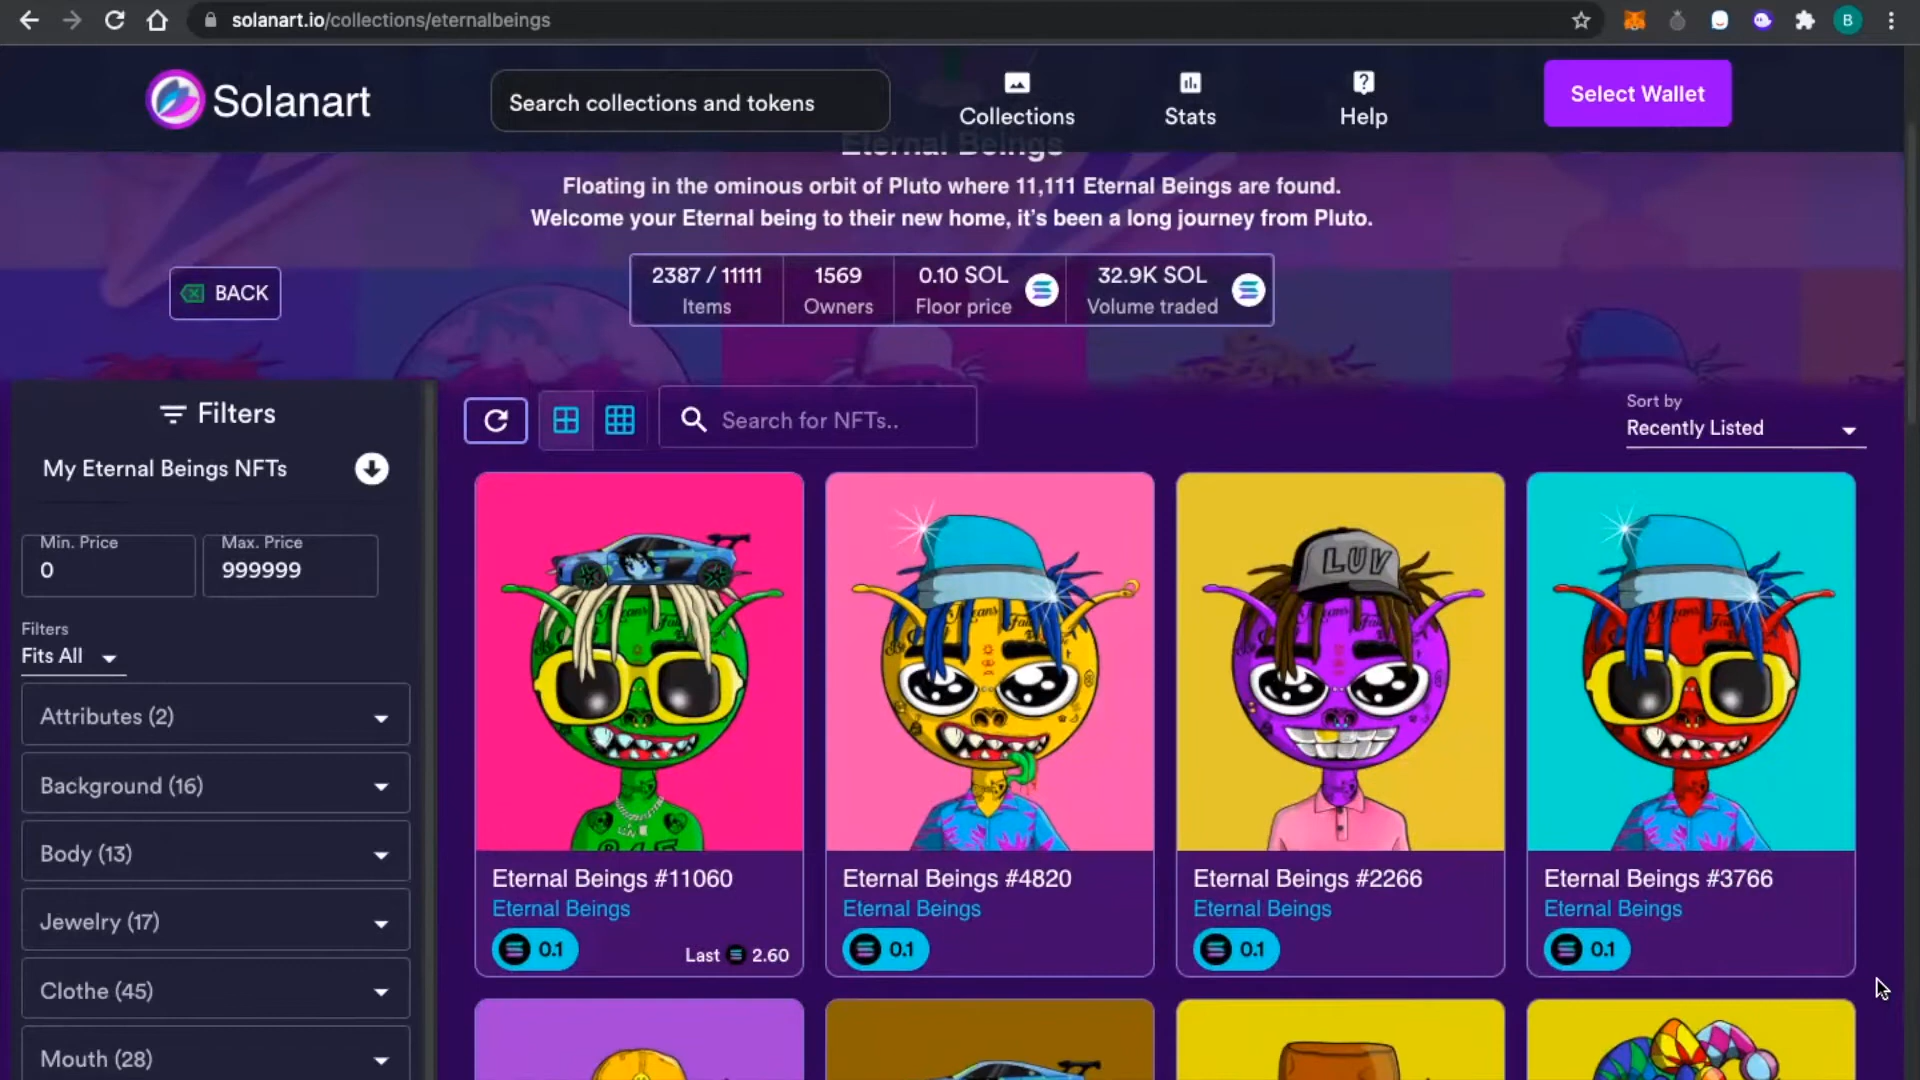 solanart.io/collections/eternalbeings
B
Solanart
Search collections and tokens
Collections
Stats
Help
Select Wallet
Eternal Beings
Floating in the ominous orbit of Pluto where 11,111 Eternal Beings are found.
Welcome your Eternal being to their new home, it's been a long journey from Pluto.
BACK
2387 / 11111
Items
1569
Owners
0.10 SOL
Floor price
32.9K SOL
Volume traded
Filters
My Eternal Beings NFTs
Min. Price
0
Max. Price
999999
Filters
Fits All
Attributes (2)
Background (16)
Body (13)
Jewelry (17)
Clothe (45)
Mouth (28)
Search for NFTs..
Sort by
Recently Listed
LUV
Eternal Beings #11060
Eternal Beings
0.1
Last 2.60
Eternal Beings #4820
Eternal Beings
0.1
Eternal Beings #2266
Eternal Beings
0.1
Eternal Beings #3766
Eternal Beings
0.1